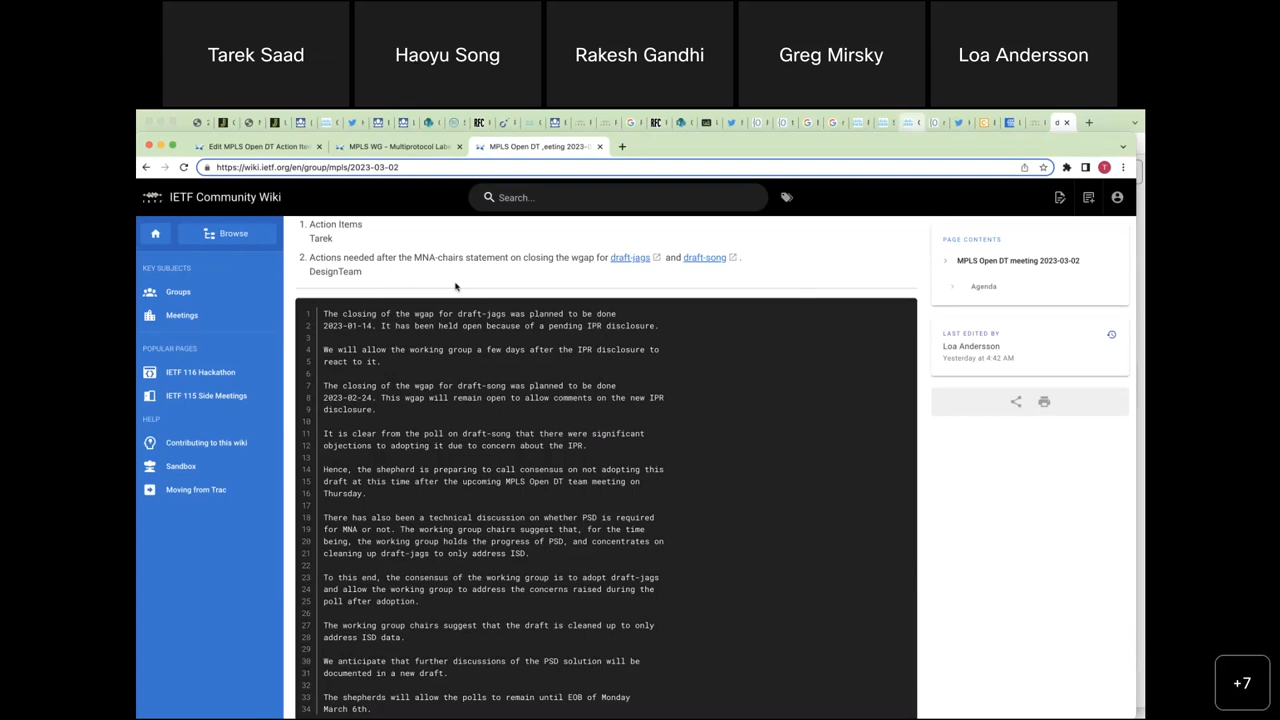 Tarek Saad
Haoyu Song
Rakesh Gandhi
Greg Mirsky
Loa Andersson
Edit MPLS Open DT Action Iten
MPLS WG - Multiprotocol Labe
MPLS Open DT ,eeting 2023-0
https://wiki.ietf.org/en/group/mpls/2023-03-02
T
IETF Community Wiki
Search...
Browse
KEY SUBJECTS
Groups
Meetings
POPULAR PAGES
IETF 116 Hackathon
IETF 115 Side Meetings
HELP
Contributing to this wiki
Sandbox
Moving from Trac
1. Action Items
Tarek
2. Actions needed after the MNA-chairs statement on closing the wgap for draft-jags and draft-song .
DesignTeam
1 The closing of the wgap for draft-jags was planned to be done
2 2023-01-14. It has been held open because of a pending IPR disclosure.
3
4 We will allow the working group a few days after the IPR disclosure to
5 react to it.
6
7 The closing of the wgap for draft-song was planned to be done
8 2023-02-24. This wgap will remain open to allow comments on the new IPR
9 disclosure.
10
11 It is clear from the poll on draft-song that there were significant
12 objections to adopting it due to concern about the IPR.
13
14 Hence, the shepherd is preparing to call consensus on not adopting this
15 draft at this time after the upcoming MPLS Open DT team meeting on
16 Thursday.
17
18 There has also been a technical discussion on whether PSD is required
19 for MNA or not. The working group chairs suggest that, for the time
20 being, the working group holds the progress of PSD, and concentrates on
21 cleaning up draft-jags to only address ISD.
22
23 To this end, the consensus of the working group is to adopt draft-jags
24 and allow the working group to address the concerns raised during the
25 poll after adoption.
26
27 The working group chairs suggest that the draft is cleaned up to only
28 address ISD data.
29
30 We anticipate that further discussions of the PSD solution will be
31 documented in a new draft.
32
33 The shepherds will allow the polls to remain until EOB of Monday
34 March 6th.
PAGE CONTENTS
MPLS Open DT meeting 2023-03-02
Agenda
LAST EDITED BY
Loa Andersson
Yesterday at 4:42 AM
+7